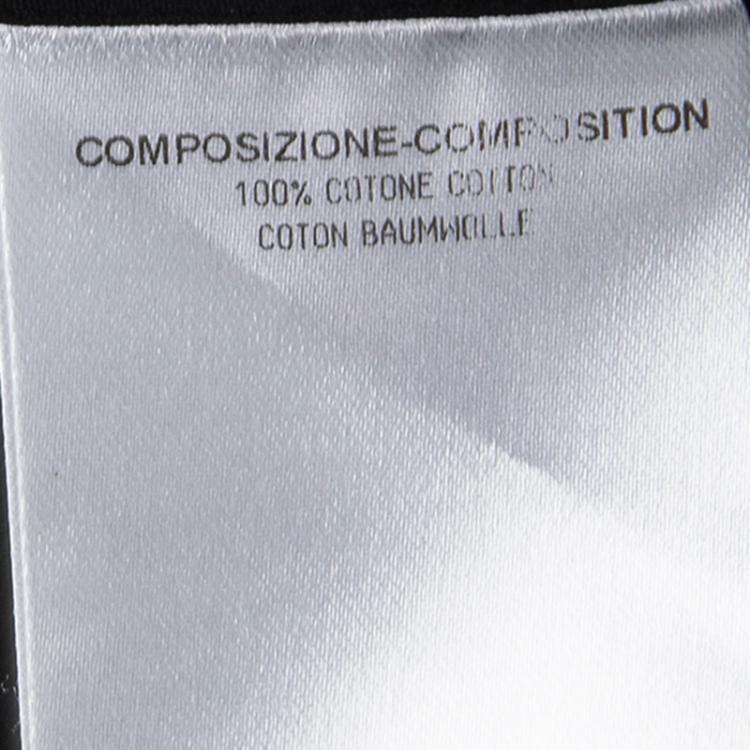 COMPOSIZIONE-COMPOSITION
100% COTONE COTTON
COTON BAUMWOLLE